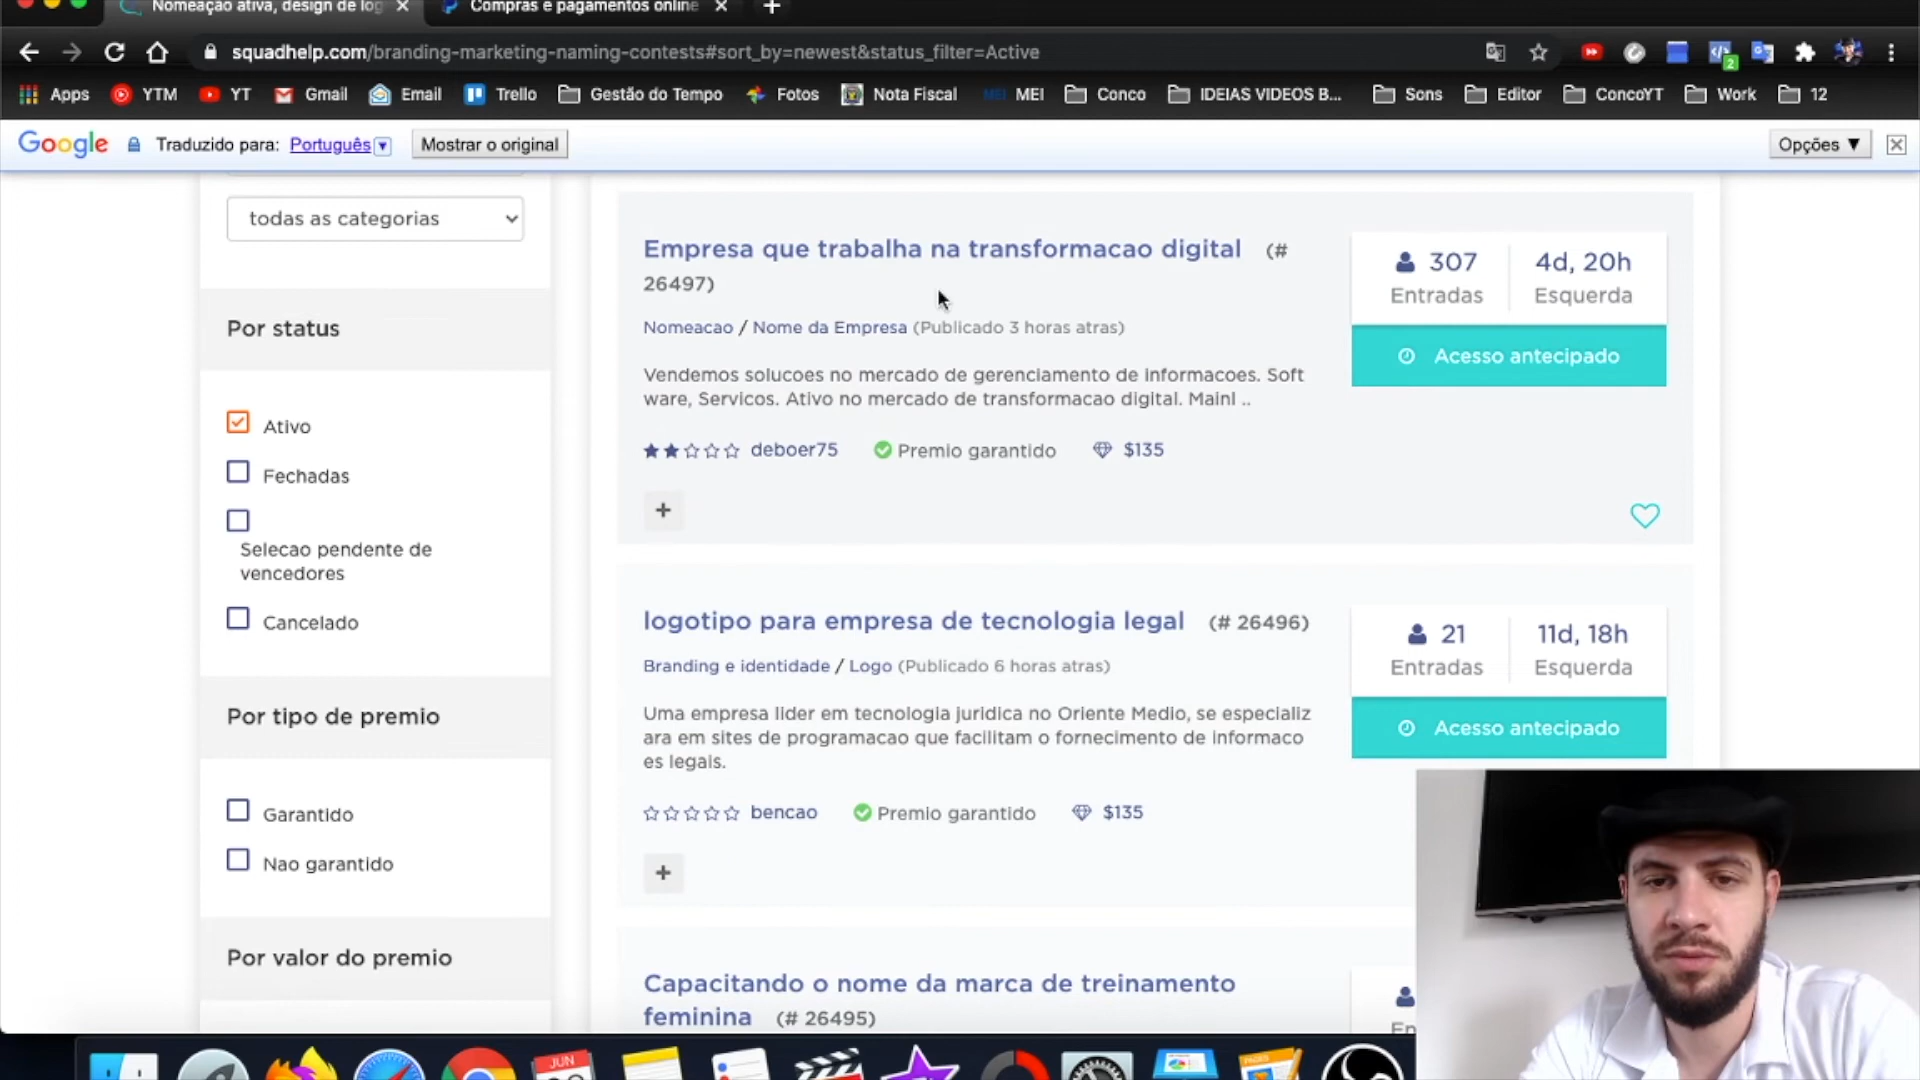 Nomeação ativa, design de log
Compras e pagamentos online
squadhelp.com/branding-marketing-naming-contests#sort_by=newest&status_filter=Active
2
Apps
YTM
YT
Gmail
Email
Trello
Gestão do Tempo
Fotos
Nota Fiscal
MEI MEI
Conco
IDEIAS VIDEOS B...
Sons
Editor
ConcoYT
Work
12
Google
Traduzido para: Português
Mostrar o original
Opções ▼
todas as categorias
Por status
Ativo
Fechadas
Selecao pendente de
vencedores
Cancelado
Por tipo de premio
Garantido
Nao garantido
Por valor do premio
Empresa que trabalha na transformacao digital (#
26497)
Nomeacao / Nome da Empresa (Publicado 3 horas atras)
Vendemos solucoes no mercado de gerenciamento de informacoes. Soft
ware, Servicos. Ativo no mercado de transformacao digital. Mainl ..
deboer75 Premio garantido $135
+
307 4d, 20h
Entradas Esquerda
Acesso antecipado
logotipo para empresa de tecnologia legal (# 26496)
Branding e identidade / Logo (Publicado 6 horas atras)
Uma empresa lider em tecnologia juridica no Oriente Medio, se especializ
ara em sites de programacao que facilitam o fornecimento de informaco
es legais.
bencao Premio garantido $135
+
21 11d, 18h
Entradas Esquerda
Acesso antecipado
Capacitando o nome da marca de treinamento
feminina (# 26495)
En
JUN
PAGES